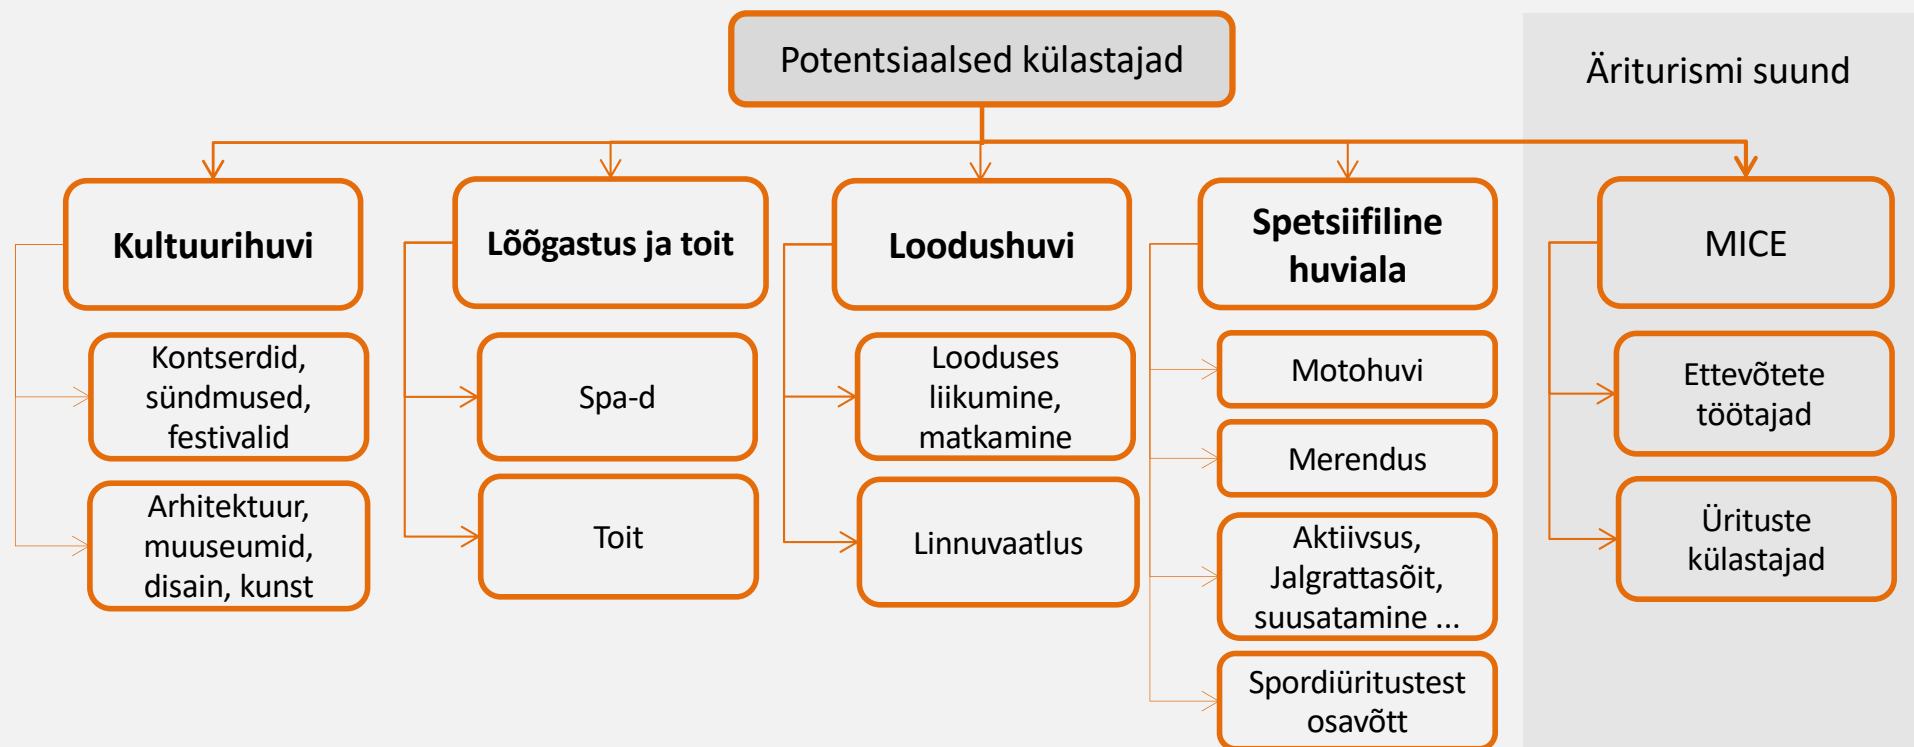 Potentsiaalsed külastajad
Äriturismi suund
Kultuurihuvi
Kontserdid,
sündmused,
festivalid
Arhitektuur,
muuseumid,
disain, kunst
Lõõgastus ja toit
Spa-d
Toit
Loodushuvi
Looduses
liikumine,
matkamine
Linnuvaatlus
Spetsiifiline
huviala
Motohuvi
Merendus
Aktiivsus,
Jalgrattasõit,
suusatamine ...
Spordiüritustest
osavõtt
MICE
Ettevõtete
töötajad
Ürituste
külastajad